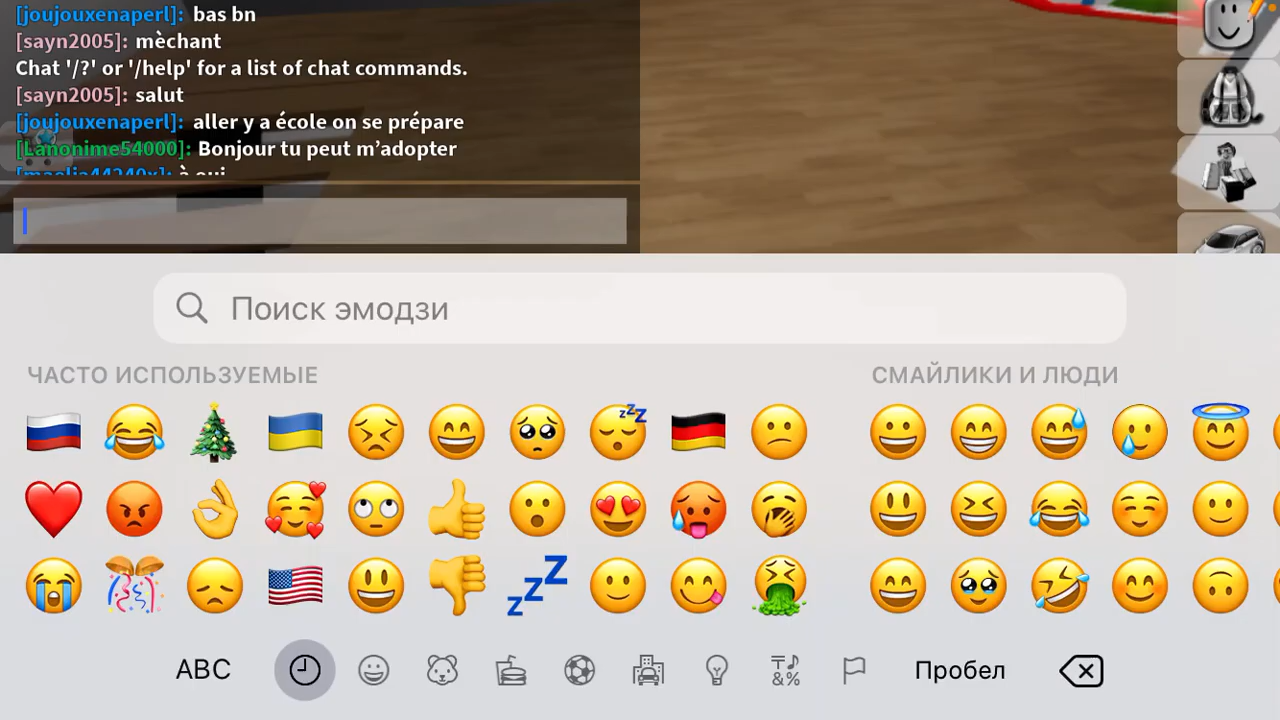 [joujouxenaperl]: bas bn
[sayn2005]: mèchant
Chat '/?' or '/help' for a list of chat commands.
[sayn2005]: salut
[joujouxenaperl]: aller y a école on se prépare
[Lanonime54000]: Bonjour tu peut m’adopter
à oui
Поиск эмодзи
ЧАСТО ИСПОЛЬЗУЕМЫЕ
СМАЙЛИКИ И ЛЮДИ
ABC
Пробел